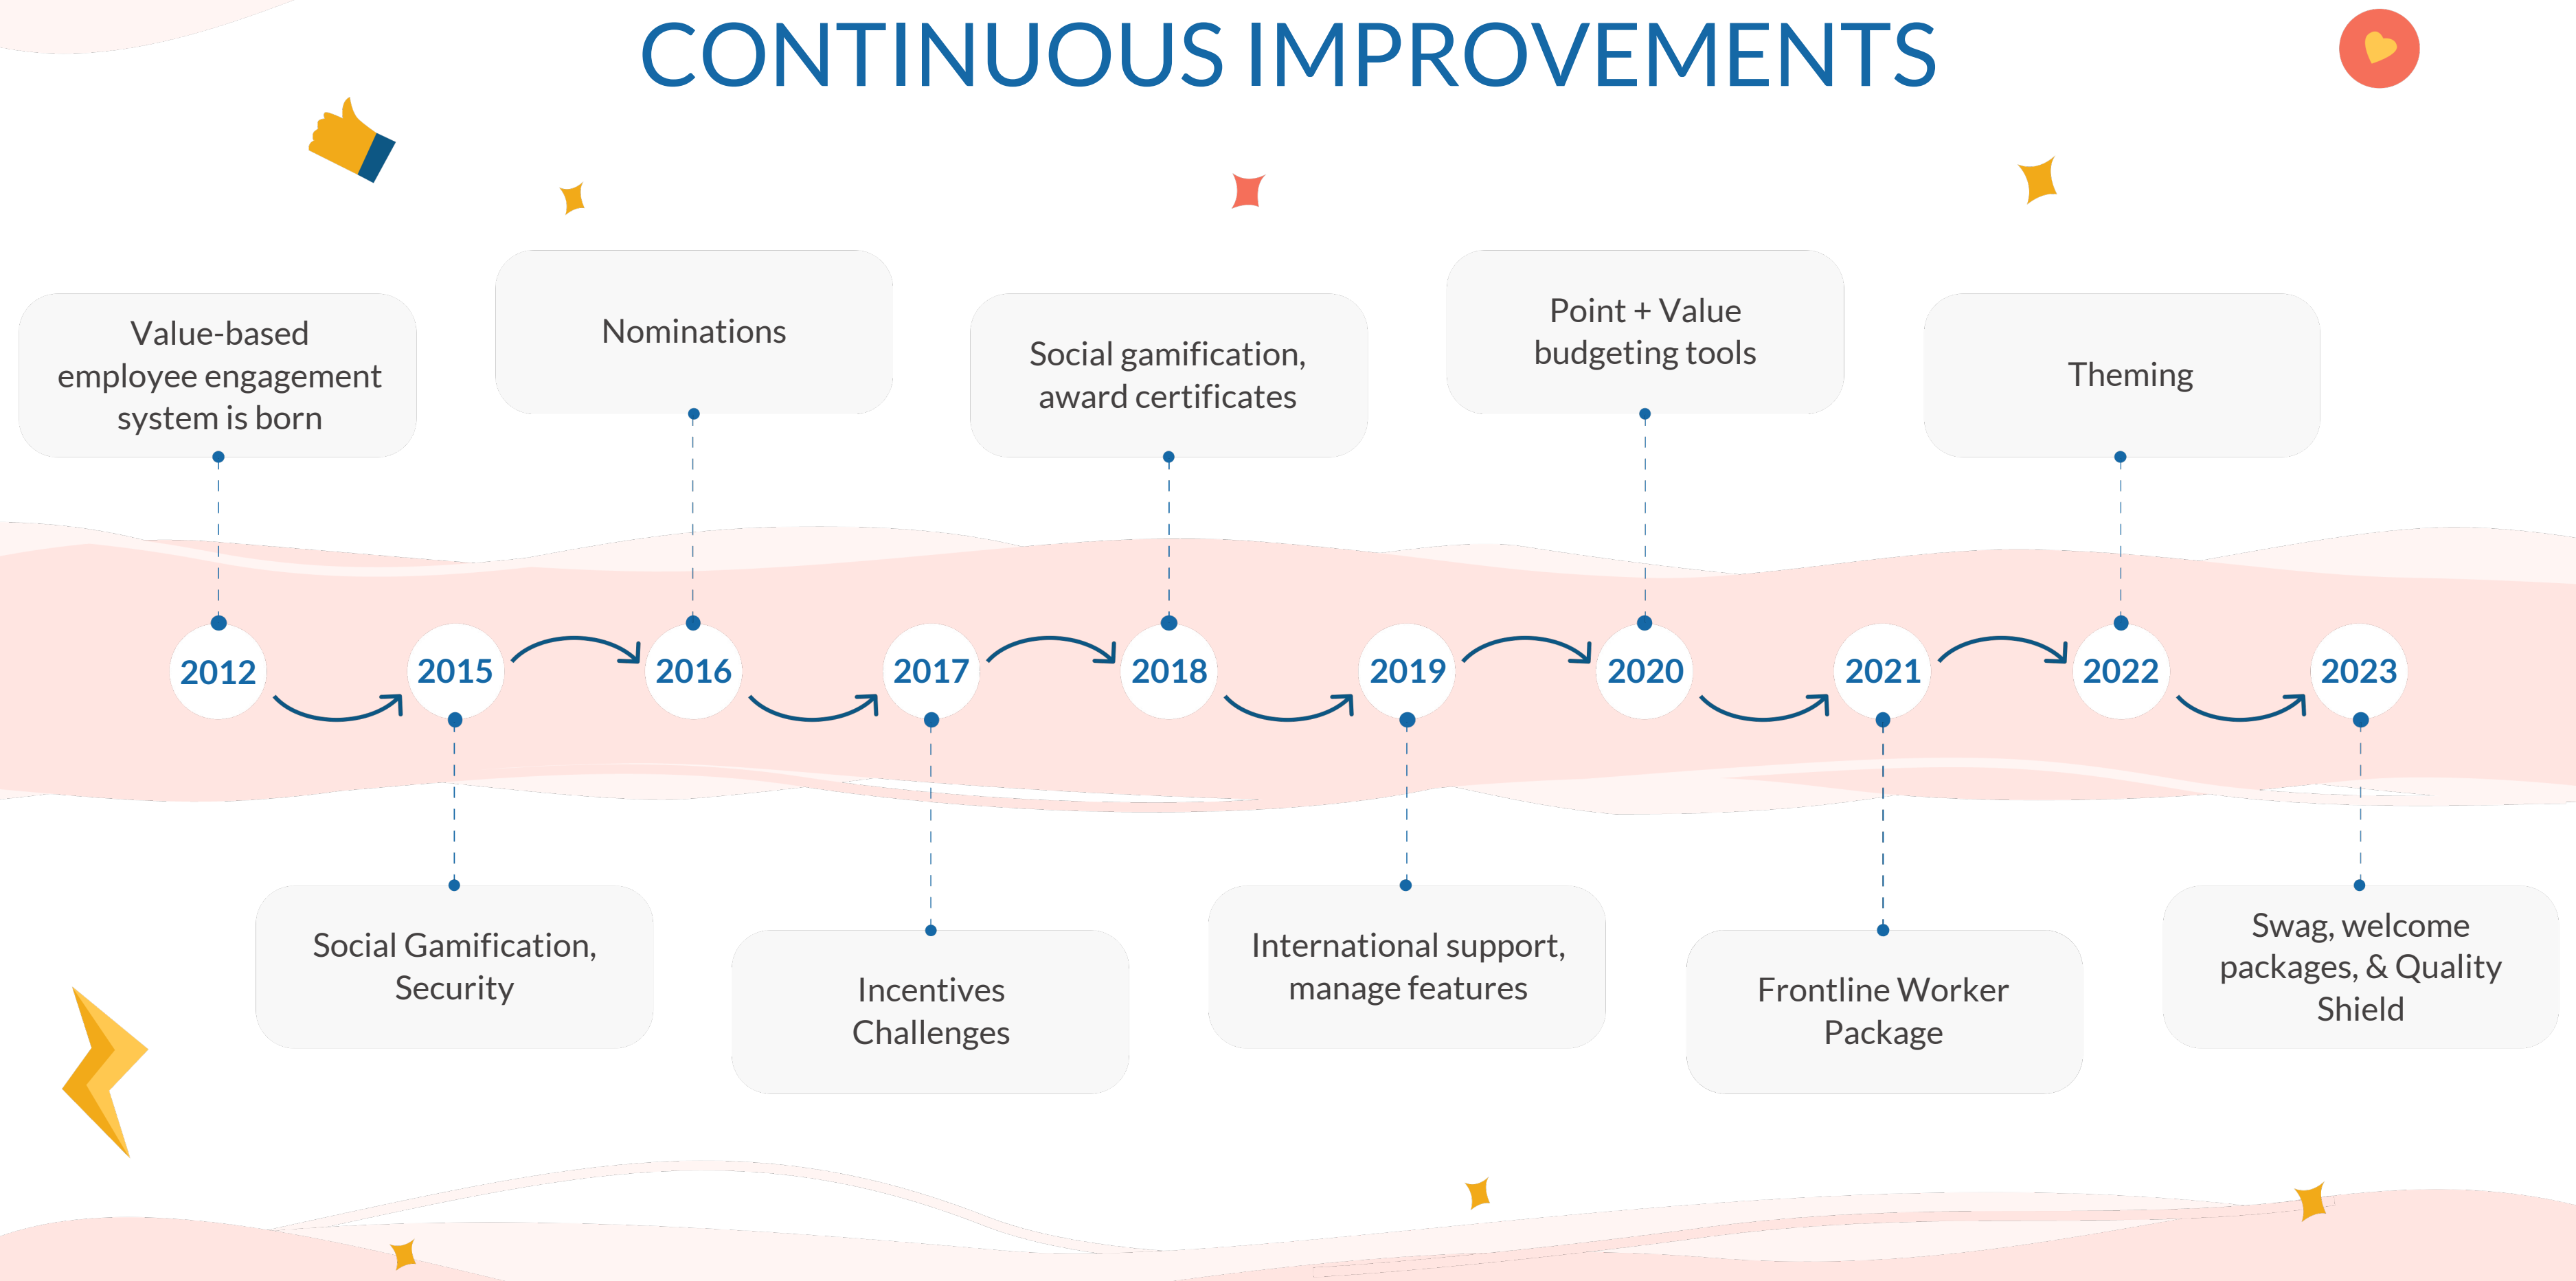 CONTINUOUS IMPROVEMENTS
Value-based
employee engagement
system is born
Nominations
Social gamification,
award certificates
Point + Value
budgeting tools
Theming
2012
2015
2016
2017
2018
2019
2020
2021
2022
2023
Social Gamification,
Security
Incentives
Challenges
International support,
manage features
Frontline Worker
Package
Swag, welcome
packages, & Quality
Shield